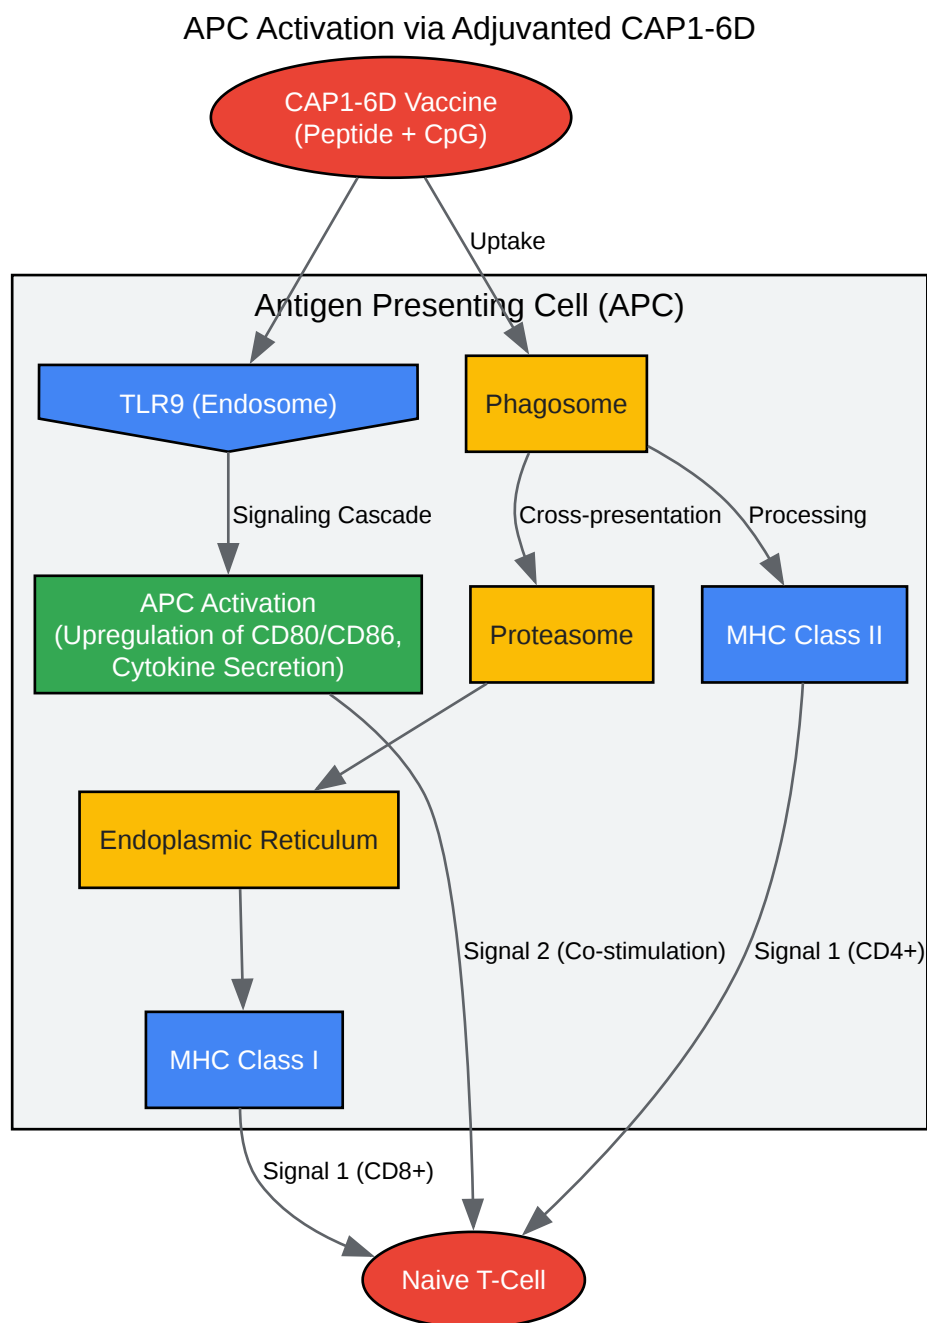 APC Activation via Adjuvanted CAP1-6D
CAP1-6D Vaccine
(Peptide + CpG)
Uptake
Antigen Presenting Cell (APC)
TLR9 (Endosome)
Phagosome
Signaling Cascade
Cross-presentation
Processing
APC Activation
(Upregulation of CD80/CD86,
Cytokine Secretion)
Proteasome
MHC Class II
Endoplasmic Reticulum
Signal 2 (Co-stimulation)
Signal 1 (CD4+)
MHC Class I
Signal 1 (CD8+)
Naive T-Cell